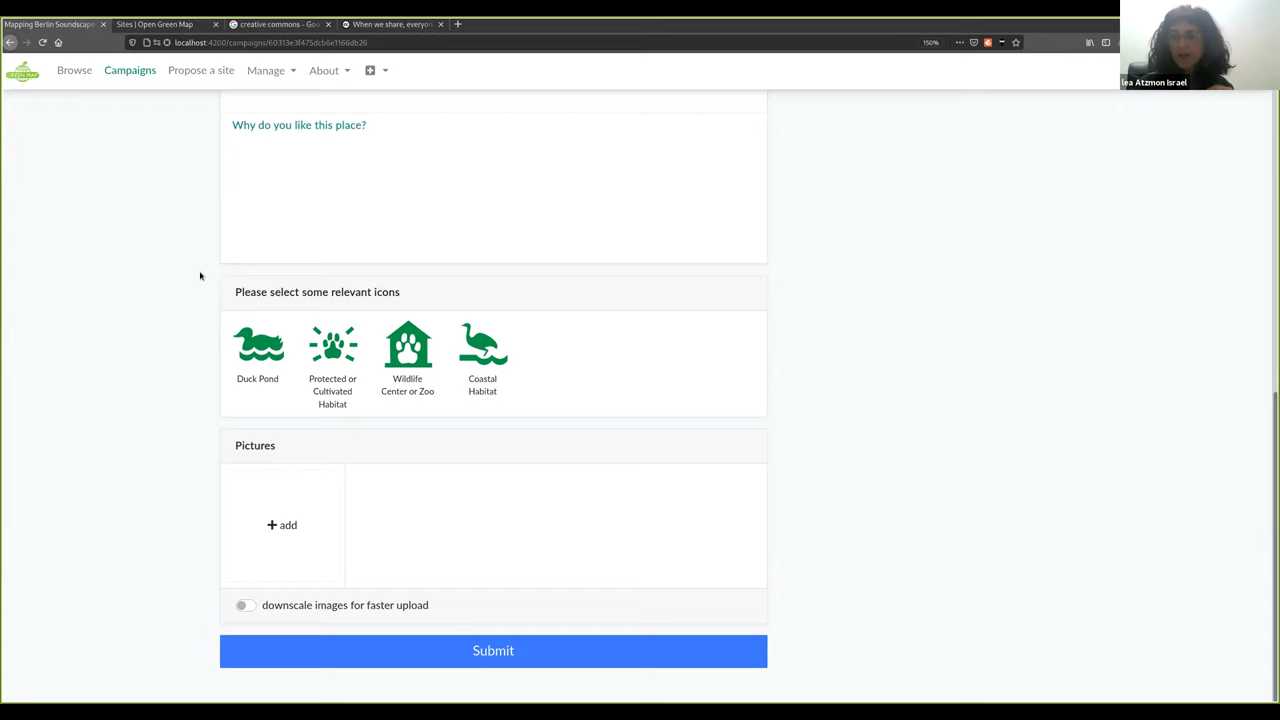 Mapping Berlin Soundscape
Sites | Open Green Map
creative commons - Goo
When we share, everyon
localhost:4200/campaigns/60313e3f475dcb6e1166db26
150%
GREEN MAP
Browse
Campaigns
Propose a site
Manage
About
lea Atzmon Israel
Why do you like this place?
Please select some relevant icons
Duck Pond
Protected or
Cultivated
Habitat
Wildlife
Center or Zoo
Coastal
Habitat
Pictures
+ add
downscale images for faster upload
Submit